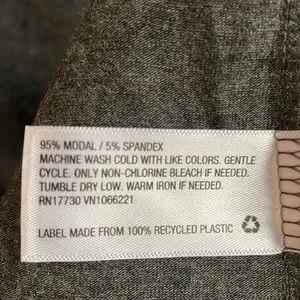 95% MODAL / 5% SPANDEX
MACHINE WASH COLD WITH LIKE COLORS. GENTLE
CYCLE. ONLY NON-CHLORINE BLEACH IF NEEDED.
TUMBLE DRY LOW. WARM IRON IF NEEDED.
RN17730 VN1066221
LABEL MADE FROM 100% RECYCLED PLASTIC